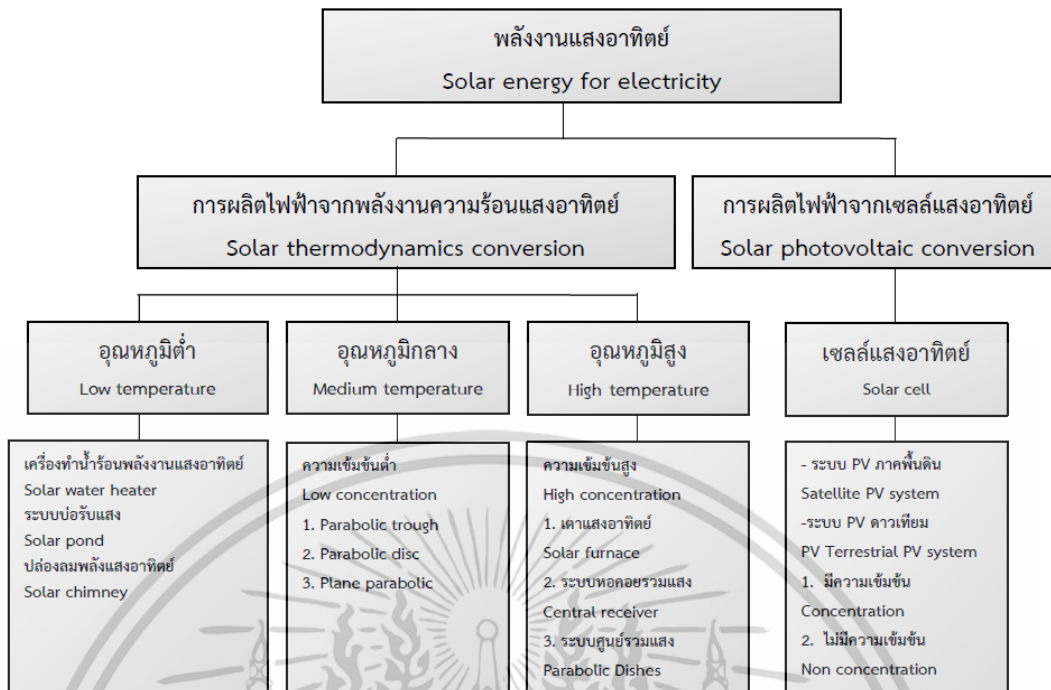 พลังงานแสงอาทิตย์
Solar energy for electricity
การผลิตไฟฟ้าจากพลังงานความร้อนแสงอาทิตย์
Solar thermodynamics conversion
การผลิตไฟฟ้าจากเซลล์แสงอาทิตย์
Solar photovoltaic conversion
อุณหภูมิต่ำ
Low temperature
อุณหภูมิกลาง
Medium temperature
อุณหภูมิสูง
High temperature
เซลล์แสงอาทิตย์
Solar cell
เครื่องทำน้ำร้อนพลังงานแสงอาทิตย์
Solar water heater
ระบบบ่อรับแสง
Solar pond
ปล่องลมพลังแสงอาทิตย์
Solar chimney
ความเข้มข้นต่ำ
Low concentration
1. Parabolic trough
2. Parabolic disc
3. Plane parabolic
ความเข้มข้นสูง
High concentration
1. เตาแสงอาทิตย์
Solar furnace
2. ระบบหอคอยรวมแสง
Central receiver
3. ระบบศูนย์รวมแสง
Parabolic Dishes
- ระบบ PV ภาคพื้นดิน
Satellite PV system
-ระบบ PV ดาวเทียม
PV Terrestrial PV system
1. มีความเข้มข้น
Concentration
2. ไม่มีความเข้มข้น
Non concentration